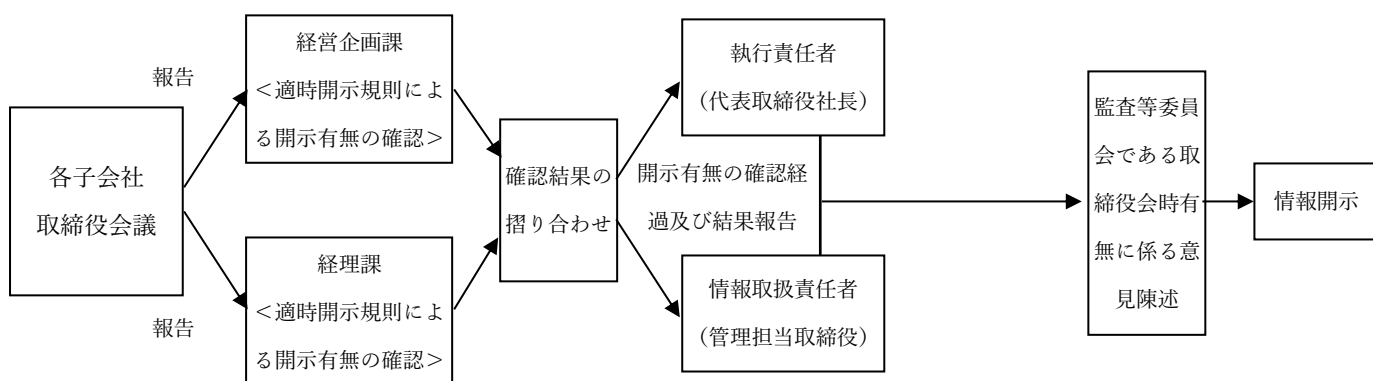 報告
各子会社
取締役会議
報告
経営企画課
＜適時開示規則によ
る開示有無の確認＞
経理課
＜適時開示規則によ
る開示有無の確認＞
確認結果の
摺り合わせ
執行責任者
（代表取締役社長）
開示有無の確認経
過及び結果報告
情報取扱責任者
（管理担当取締役）
監査等委員
会である取
締役会時有
無に係る意
見陳述
情報開示